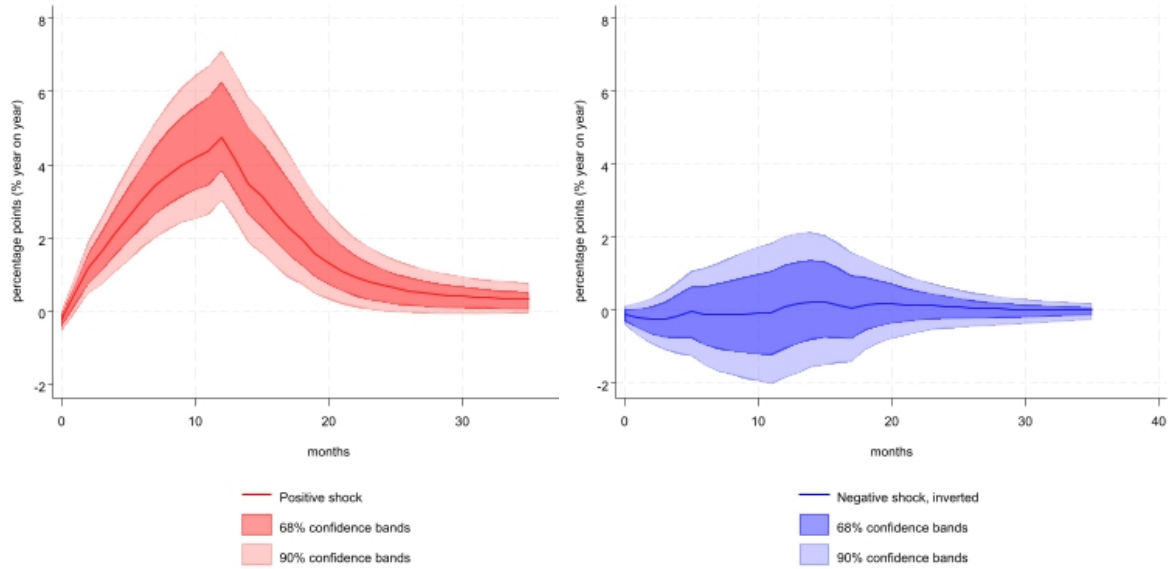 percentage points (% year on year)
8
6
4
2
0
-2
0
10
20
30
months
Positive shock
68% confidence bands
90% confidence bands
percentage points (% year on year)
8
6
4
2
0
-2
0
10
20
30
40
months
Negative shock, inverted
68% confidence bands
90% confidence bands